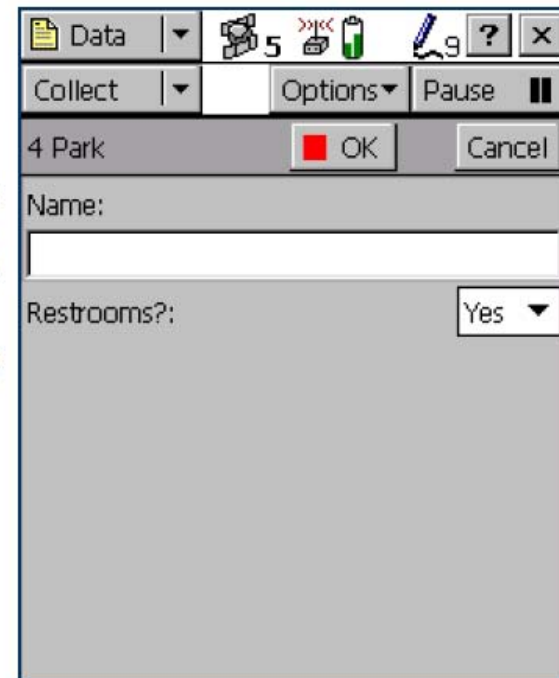 Data 5 9 ? ×
Collect Options Pause
4 Park OK Cancel
Name:
Restrooms?: Yes